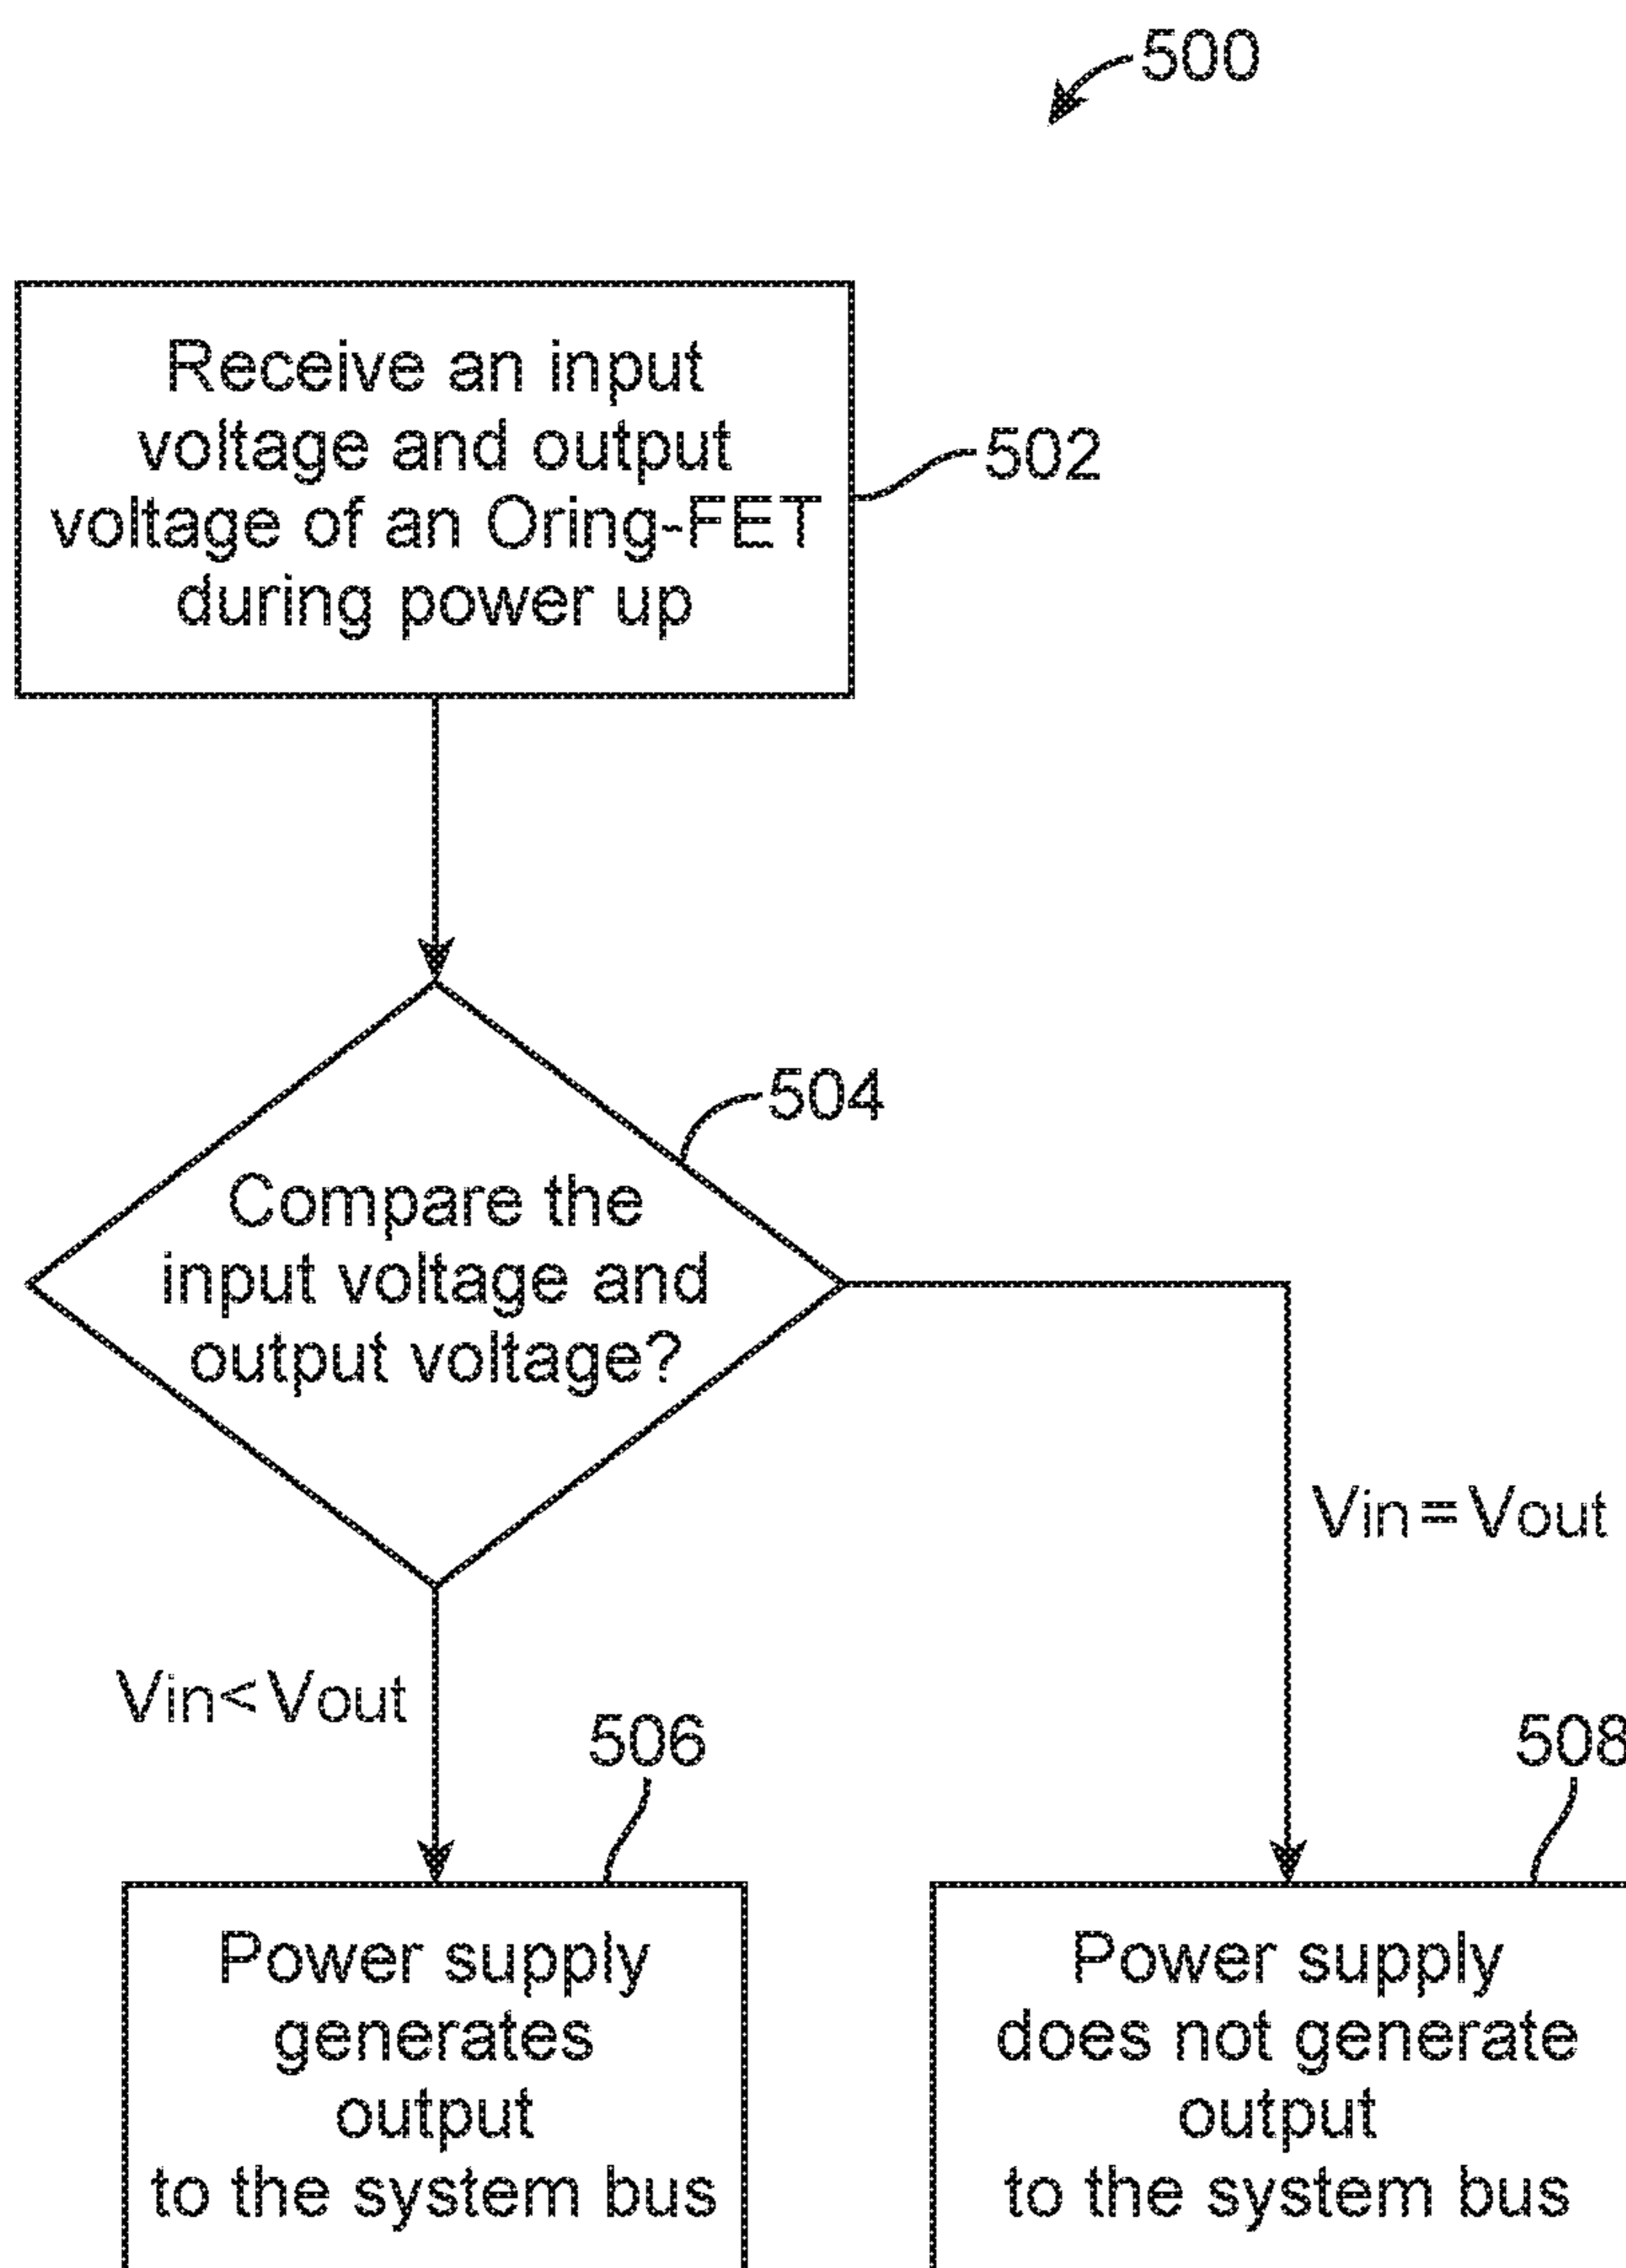 500
Receive an input
voltage and output
voltage of an Oring-FET
during power up
502
504
Compare the
input voltage and
output voltage?
Vin=Vout
Vin<Vout
506
508
Power supply
generates
output
to the system bus
Power supply
does not generate
output
to the system bus